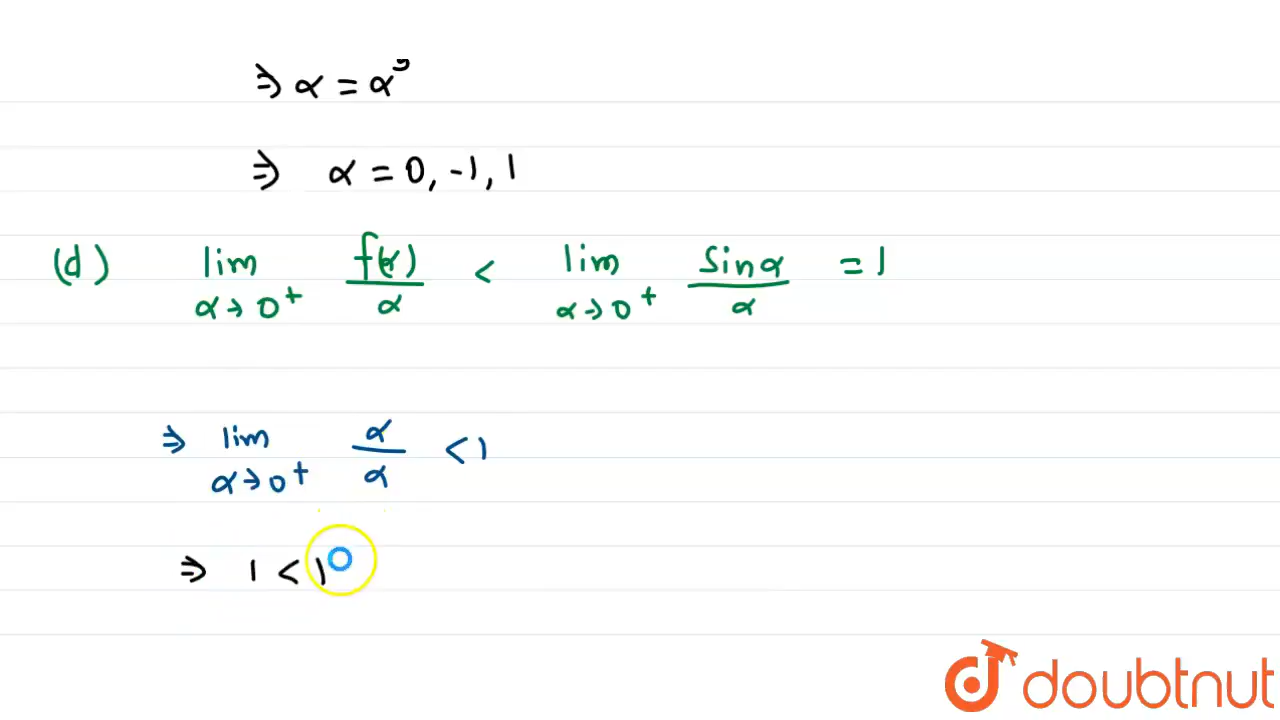 ⇒ α = α³
⇒ α = 0, -1, 1
(d) lim α→0⁺ f(α)/α < lim α→0⁺ sinα/α = 1
⇒ lim α→0⁺ α/α < 1
⇒ 1 < 1
doubtnut